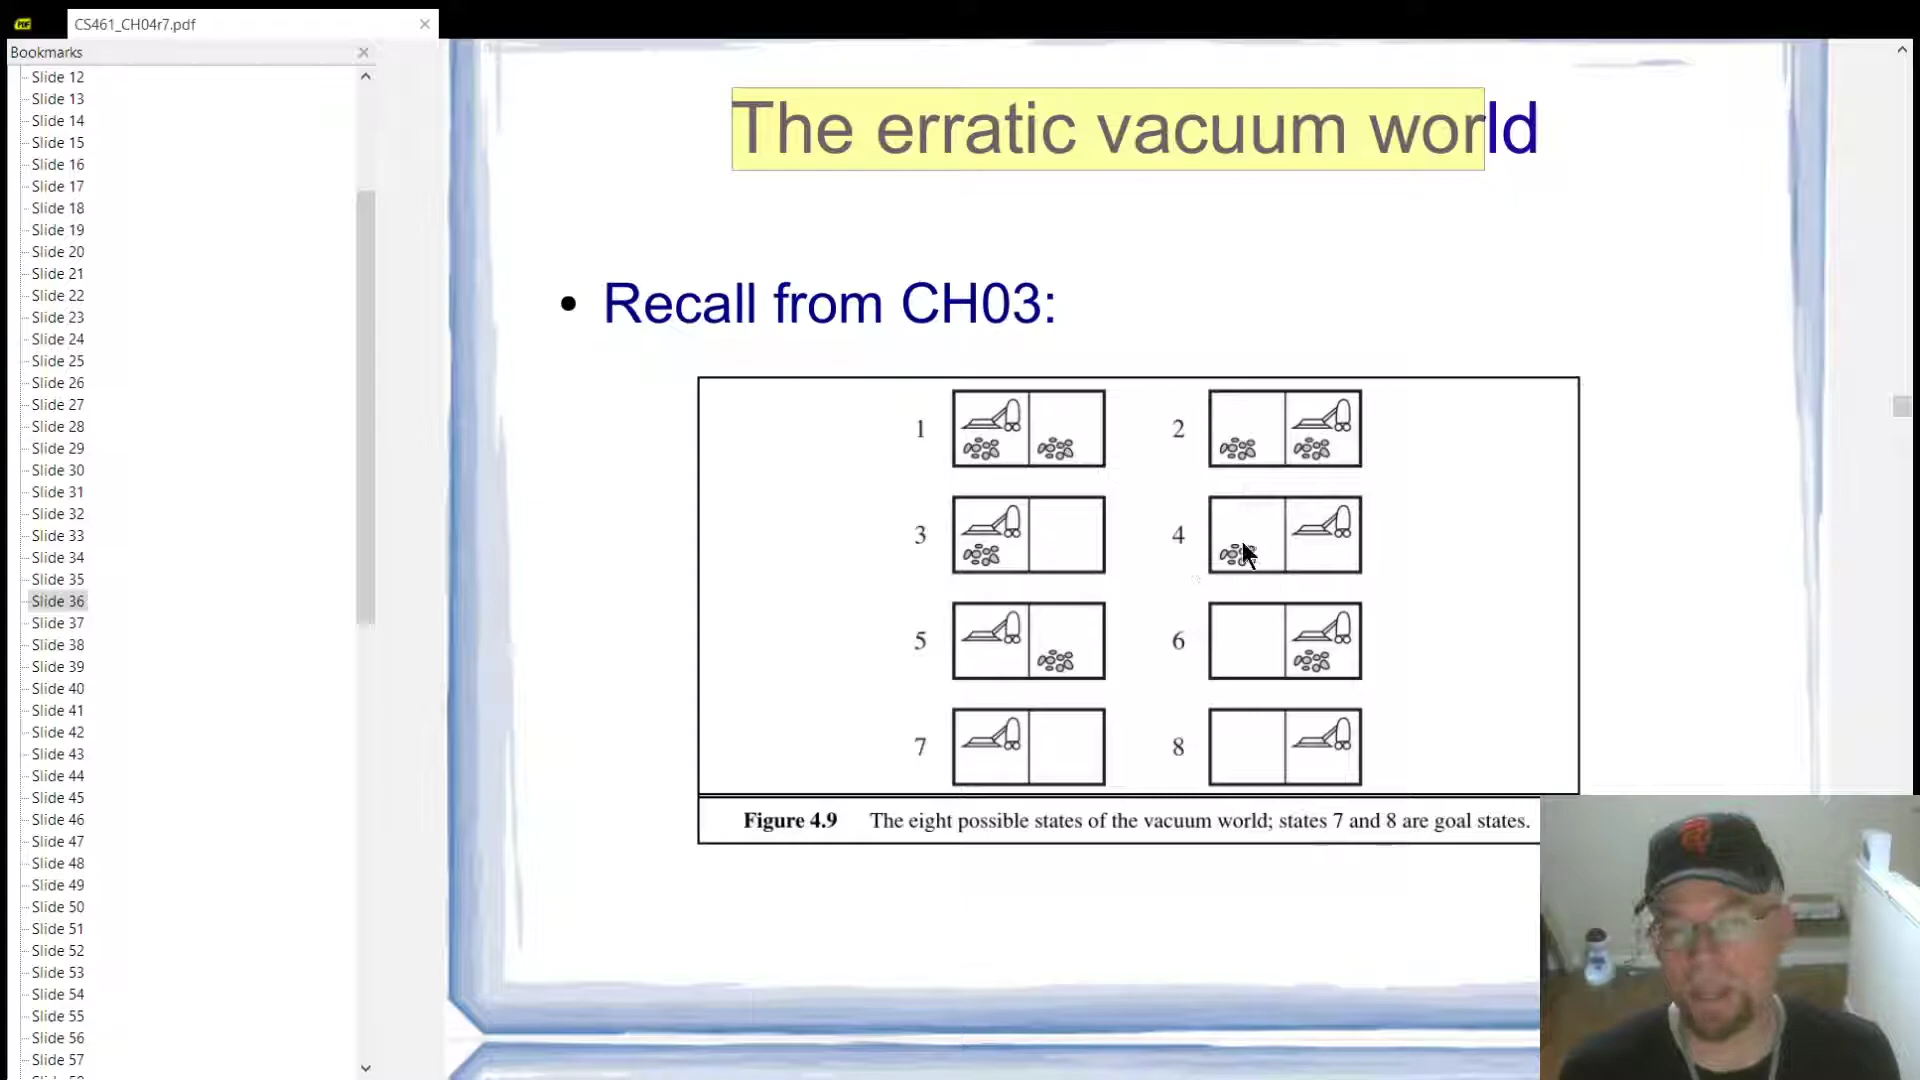 PDF
CS461_CH04r7.pdf
Bookmarks
Slide 12
Slide 13
Slide 14
Slide 15
Slide 16
Slide 17
Slide 18
Slide 19
Slide 20
Slide 21
Slide 22
Slide 23
Slide 24
Slide 25
Slide 26
Slide 27
Slide 28
Slide 29
Slide 30
Slide 31
Slide 32
Slide 33
Slide 34
Slide 35
Slide 36
Slide 37
Slide 38
Slide 39
Slide 40
Slide 41
Slide 42
Slide 43
Slide 44
Slide 45
Slide 46
Slide 47
Slide 48
Slide 49
Slide 50
Slide 51
Slide 52
Slide 53
Slide 54
Slide 55
Slide 56
Slide 57
The erratic vacuum world
• Recall from CH03:
1 2
3 4
5 6
7 8
Figure 4.9 The eight possible states of the vacuum world; states 7 and 8 are goal states.